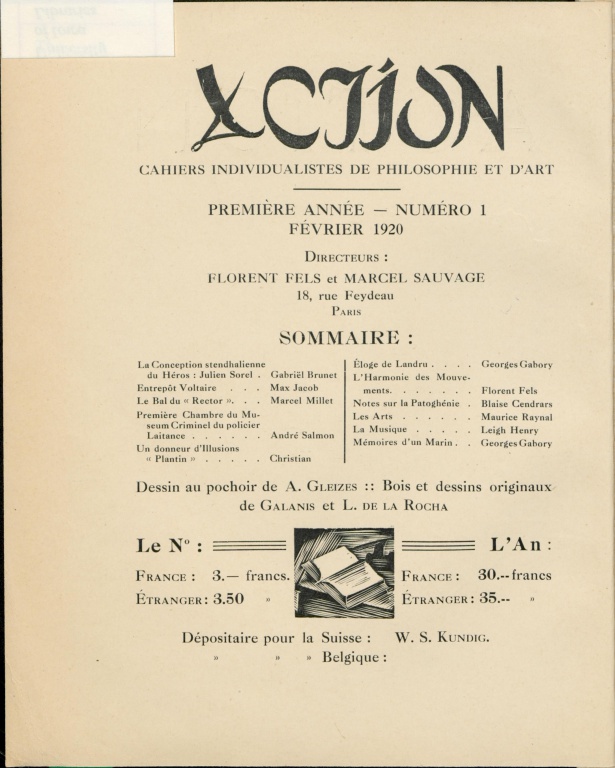 ACTION
CAHIERS INDIVIDUALISTES DE PHILOSOPHIE ET D'ART
PREMIÈRE ANNÉE — NUMÉRO 1
FÉVRIER 1920
DIRECTEURS :
FLORENT FELS et MARCEL SAUVAGE
18, rue Feydeau
PARIS
SOMMAIRE :
La Conception stendhalienne
du Héros : Julien Sorel . Gabriël Brunet
Entrepôt Voltaire . . . Max Jacob
Le Bal du « Rector ». . . Marcel Millet
Première Chambre du Mu-
seum Criminel du policier
Laitance . . . . . . André Salmon
Un donneur d'Illusions
« Plantin » . . . . . Christian
Éloge de Landru . . . . Georges Gabory
L'Harmonie des Mouve-
ments. . . . . . . Florent Fels
Notes sur la Patoghénie . Blaise Cendrars
Les Arts . . . . . . Maurice Raynal
La Musique . . . . . Leigh Henry
Mémoires d'un Marin. . Georges Gabory
Dessin au pochoir de A. GLEIZES :: Bois et dessins originaux
de GALANIS et L. DE LA ROCHA
Le Nº :
FRANCE : 3.— francs.
ÉTRANGER : 3.50 »
L'An :
FRANCE : 30.-- francs
ÉTRANGER : 35.-- »
Dépositaire pour la Suisse : W. S. KUNDIG.
» » » Belgique :